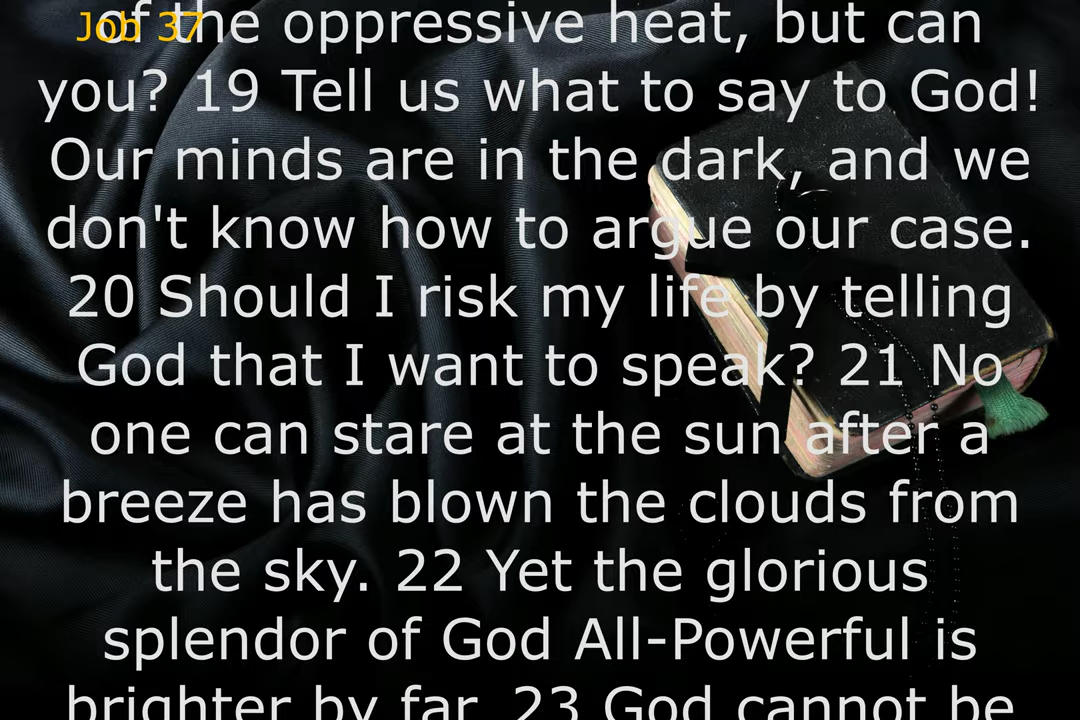 Job 37
of the oppressive heat, but can
you? 19 Tell us what to say to God!
Our minds are in the dark, and we
don't know how to argue our case.
20 Should I risk my life by telling
God that I want to speak? 21 No
one can stare at the sun after a
breeze has blown the clouds from
the sky. 22 Yet the glorious
splendor of God All-Powerful is
brighter by far. 23 God cannot be